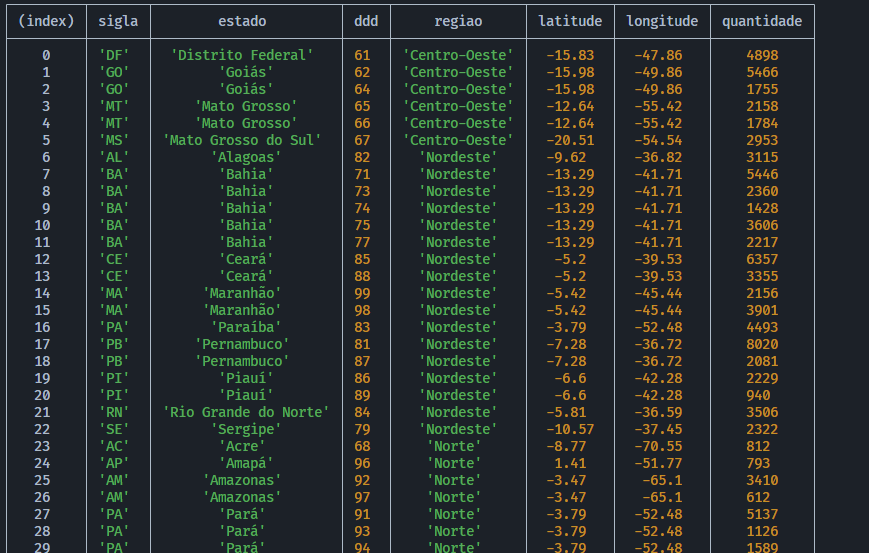 (index) sigla estado ddd regiao latitude longitude quantidade
0 'DF' 'Distrito Federal' 61 'Centro-Oeste' -15.83 -47.86 4898
1 'GO' 'Goiás' 62 'Centro-Oeste' -15.98 -49.86 5466
2 'GO' 'Goiás' 64 'Centro-Oeste' -15.98 -49.86 1755
3 'MT' 'Mato Grosso' 65 'Centro-Oeste' -12.64 -55.42 2158
4 'MT' 'Mato Grosso' 66 'Centro-Oeste' -12.64 -55.42 1784
5 'MS' 'Mato Grosso do Sul' 67 'Centro-Oeste' -20.51 -54.54 2953
6 'AL' 'Alagoas' 82 'Nordeste' -9.62 -36.82 3115
7 'BA' 'Bahia' 71 'Nordeste' -13.29 -41.71 5446
8 'BA' 'Bahia' 73 'Nordeste' -13.29 -41.71 2360
9 'BA' 'Bahia' 74 'Nordeste' -13.29 -41.71 1428
10 'BA' 'Bahia' 75 'Nordeste' -13.29 -41.71 3606
11 'BA' 'Bahia' 77 'Nordeste' -13.29 -41.71 2217
12 'CE' 'Ceará' 85 'Nordeste' -5.2 -39.53 6357
13 'CE' 'Ceará' 88 'Nordeste' -5.2 -39.53 3355
14 'MA' 'Maranhão' 99 'Nordeste' -5.42 -45.44 2156
15 'MA' 'Maranhão' 98 'Nordeste' -5.42 -45.44 3901
16 'PA' 'Paraíba' 83 'Nordeste' -3.79 -52.48 4493
17 'PB' 'Pernambuco' 81 'Nordeste' -7.28 -36.72 8020
18 'PB' 'Pernambuco' 87 'Nordeste' -7.28 -36.72 2081
19 'PI' 'Piauí' 86 'Nordeste' -6.6 -42.28 2229
20 'PI' 'Piauí' 89 'Nordeste' -6.6 -42.28 940
21 'RN' 'Rio Grande do Norte' 84 'Nordeste' -5.81 -36.59 3506
22 'SE' 'Sergipe' 79 'Nordeste' -10.57 -37.45 2322
23 'AC' 'Acre' 68 'Norte' -8.77 -70.55 812
24 'AP' 'Amapá' 96 'Norte' 1.41 -51.77 793
25 'AM' 'Amazonas' 92 'Norte' -3.47 -65.1 3410
26 'AM' 'Amazonas' 97 'Norte' -3.47 -65.1 612
27 'PA' 'Pará' 91 'Norte' -3.79 -52.48 5137
28 'PA' 'Pará' 93 'Norte' -3.79 -52.48 1126
29 'PA' 'Pará' 94 'Norte' -3.79 -52.48 1589